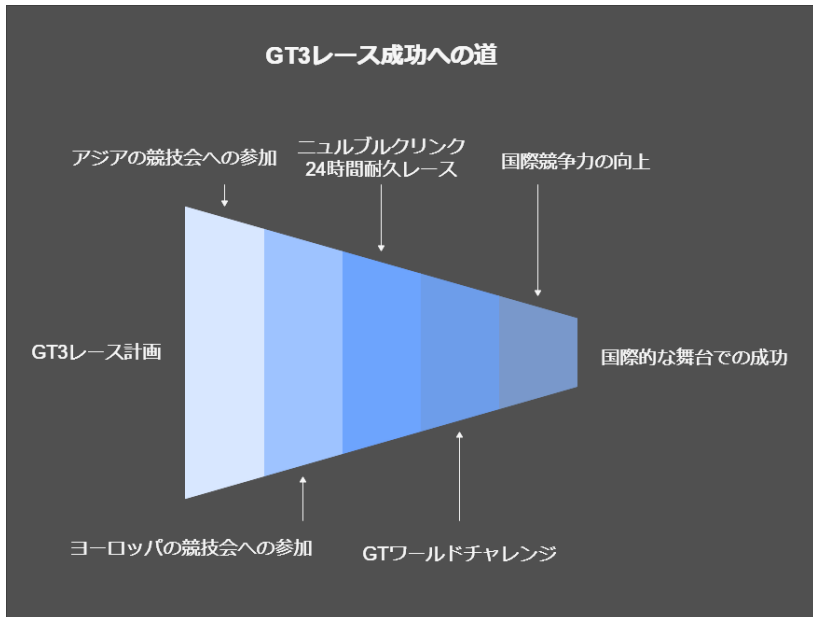 GT3レース成功への道
アジアの競技会への参加
ニュルブルクリンク
24時間耐久レース
国際競争力の向上
GT3レース計画
国際的な舞台での成功
ヨーロッパの競技会への参加
GTワールドチャレンジ